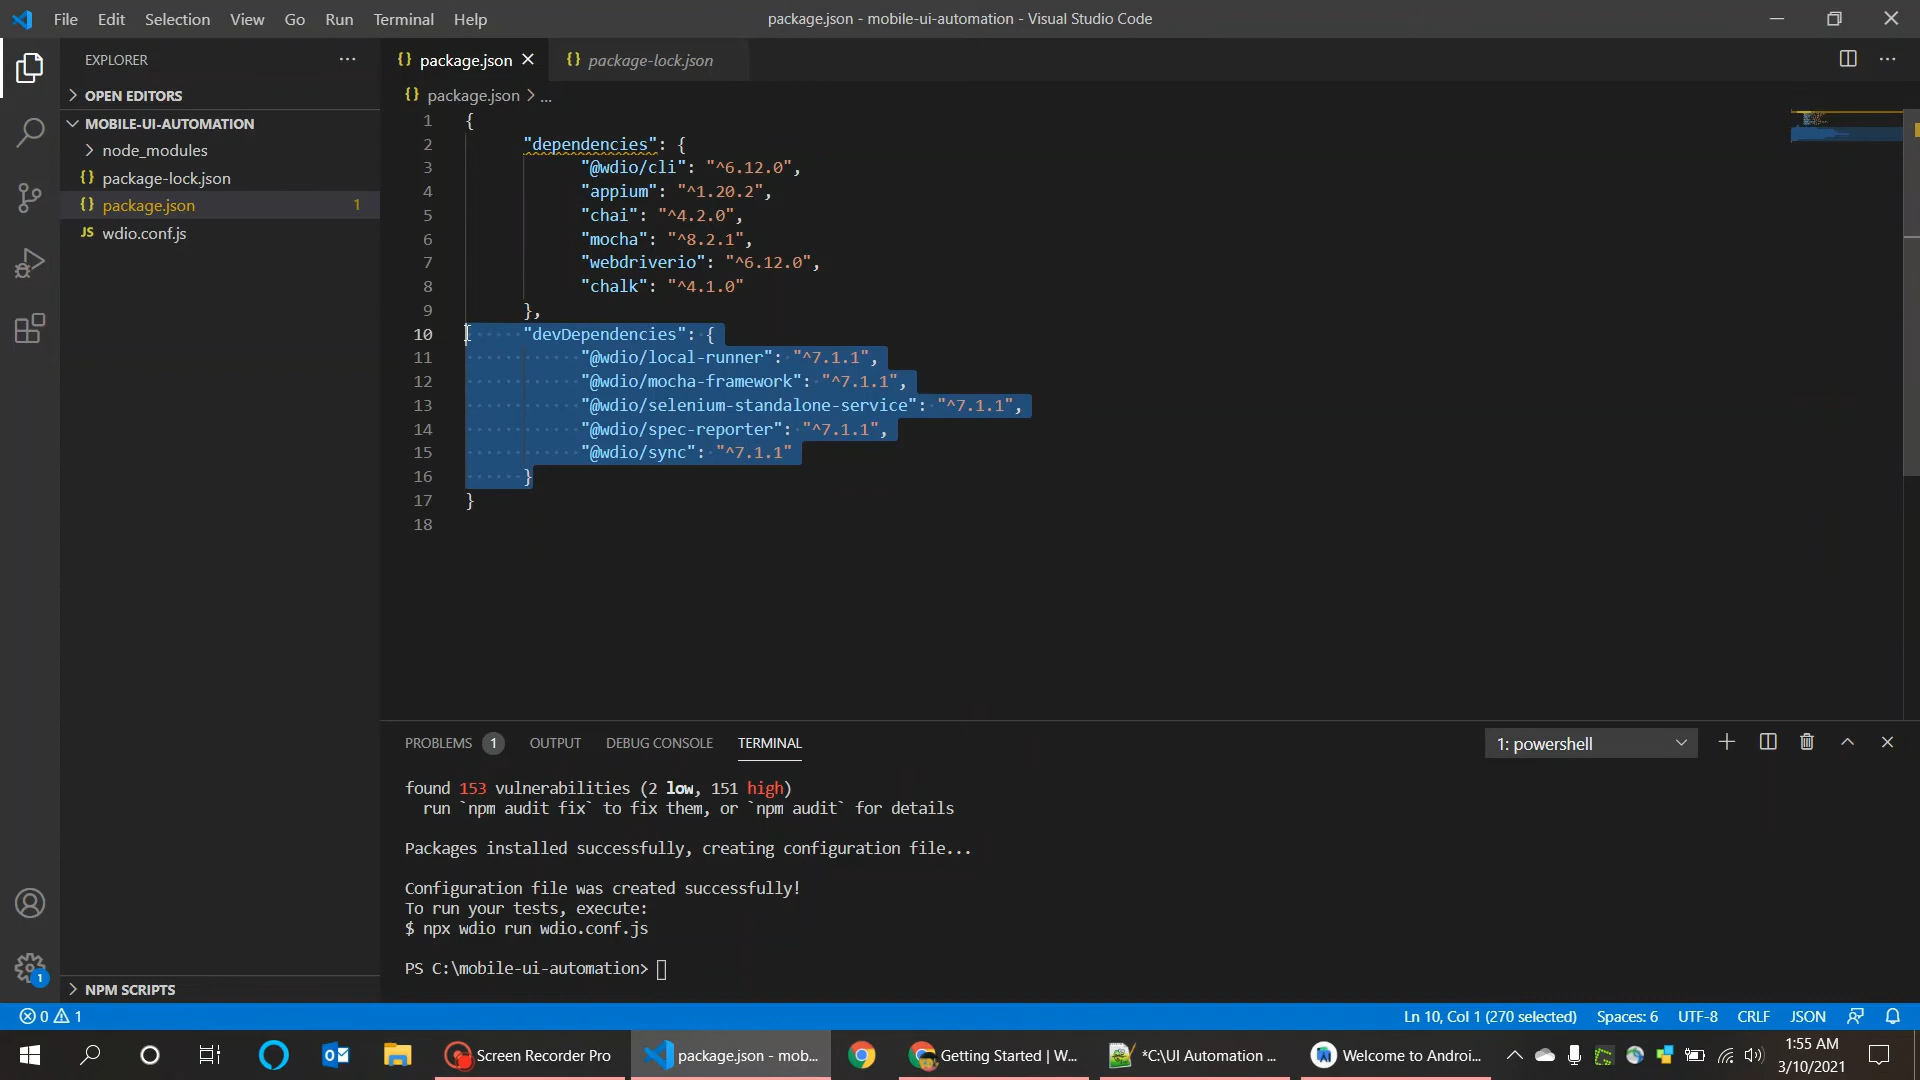 File Edit Selection View Go Run Terminal Help
package.json - mobile-ui-automation - Visual Studio Code
EXPLORER
OPEN EDITORS
MOBILE-UI-AUTOMATION
node_modules
{} package-lock.json
{} package.json 1
JS wdio.conf.js
NPM SCRIPTS
{} package.json
{} package-lock.json
{} package.json > ...
1 {
2 "dependencies": {
3 "@wdio/cli": "^6.12.0",
4 "appium": "^1.20.2",
5 "chai": "^4.2.0",
6 "mocha": "^8.2.1",
7 "webdriverio": "^6.12.0",
8 "chalk": "^4.1.0"
9 },
10 "devDependencies": {
11 "@wdio/local-runner": "^7.1.1",
12 "@wdio/mocha-framework": "^7.1.1",
13 "@wdio/selenium-standalone-service": "^7.1.1",
14 "@wdio/spec-reporter": "^7.1.1",
15 "@wdio/sync": "^7.1.1"
16 }
17 }
18
PROBLEMS 1 OUTPUT DEBUG CONSOLE TERMINAL
1: powershell
found 153 vulnerabilities (2 low, 151 high)
run `npm audit fix` to fix them, or `npm audit` for details
Packages installed successfully, creating configuration file...
Configuration file was created successfully!
To run your tests, execute:
$ npx wdio run wdio.conf.js
PS C:\mobile-ui-automation>
1
0 1
Ln 10, Col 1 (270 selected) Spaces: 6 UTF-8 CRLF JSON
Screen Recorder Pro
package.json - mob...
Getting Started | W...
*C:\UI Automation ...
Welcome to Androi...
1:55 AM
3/10/2021